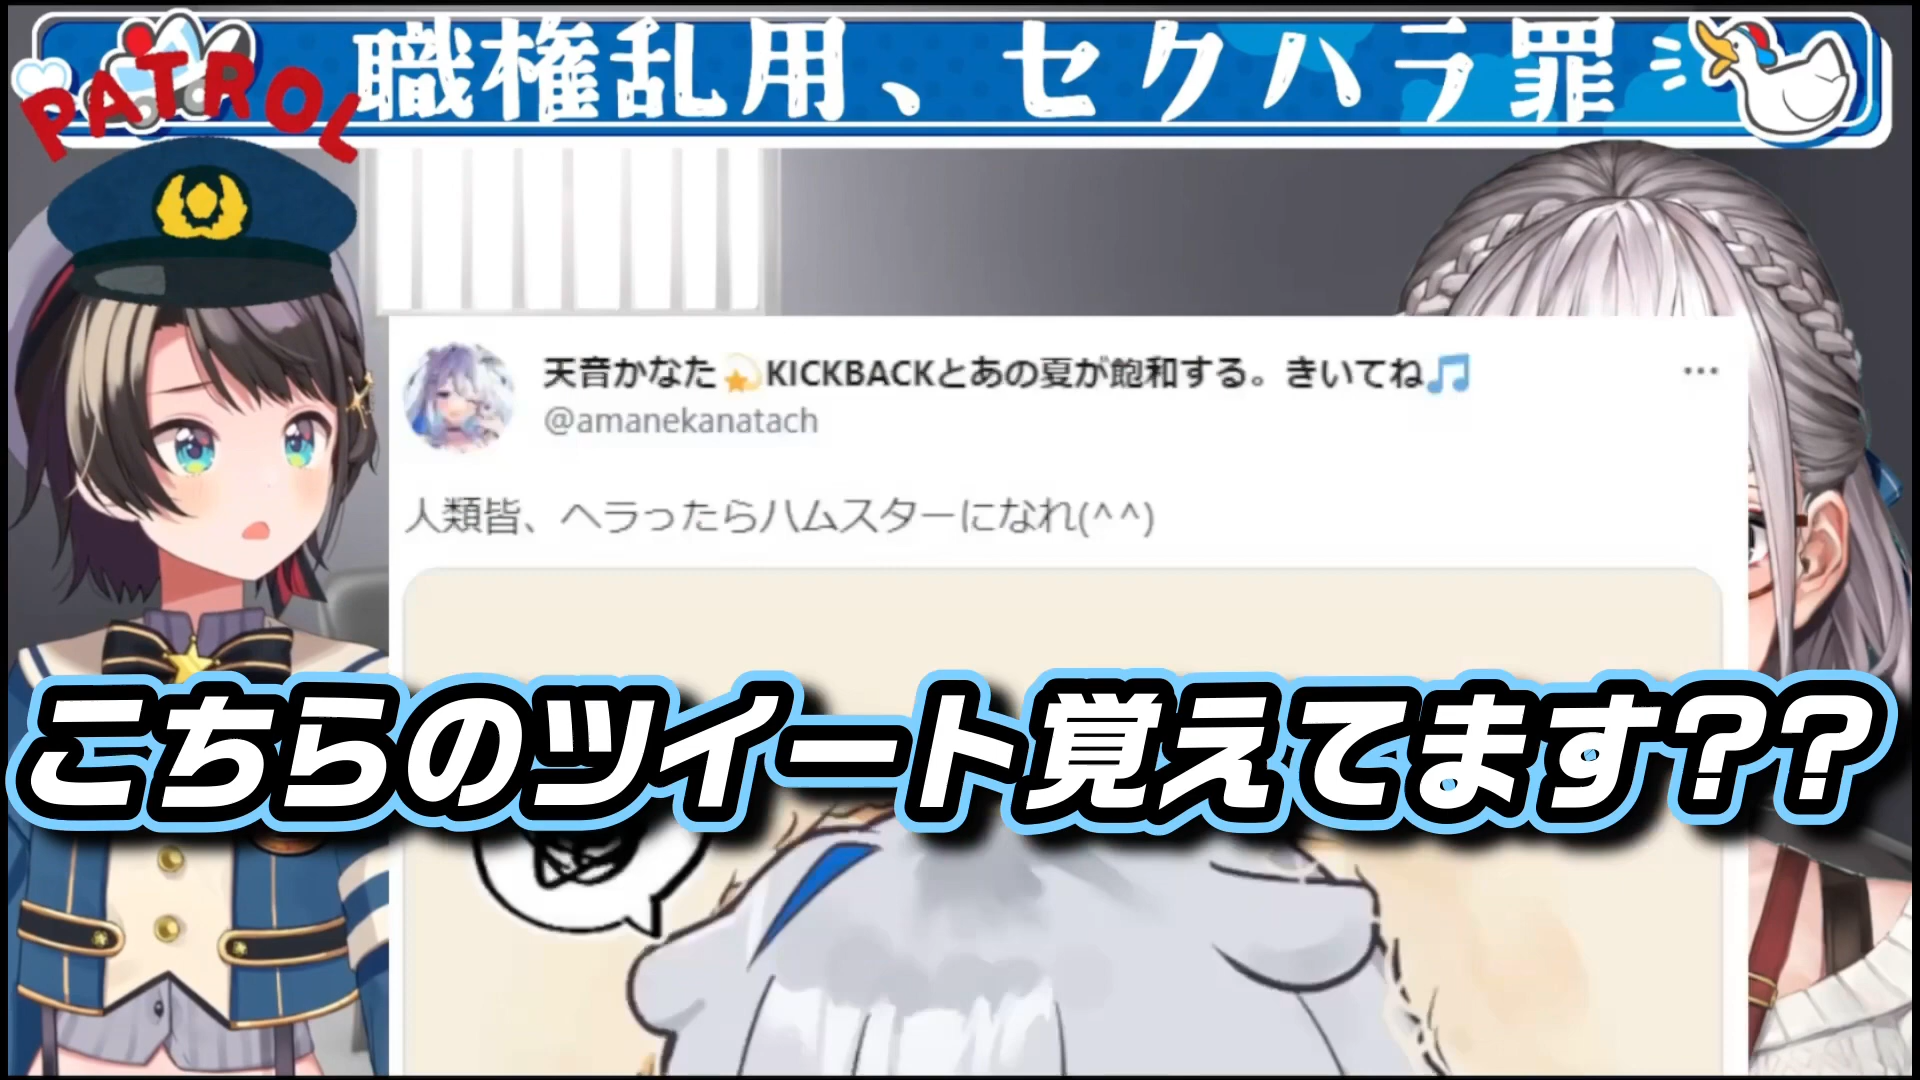 PATROL
職権乱用、セクハラ罪
天音かなた💫KICKBACKとあの夏が飽和する。きいてね🎵
@amanekanatach
人類皆、ヘラったらハムスターになれ(^^)
こちらのツイート覚えてます??